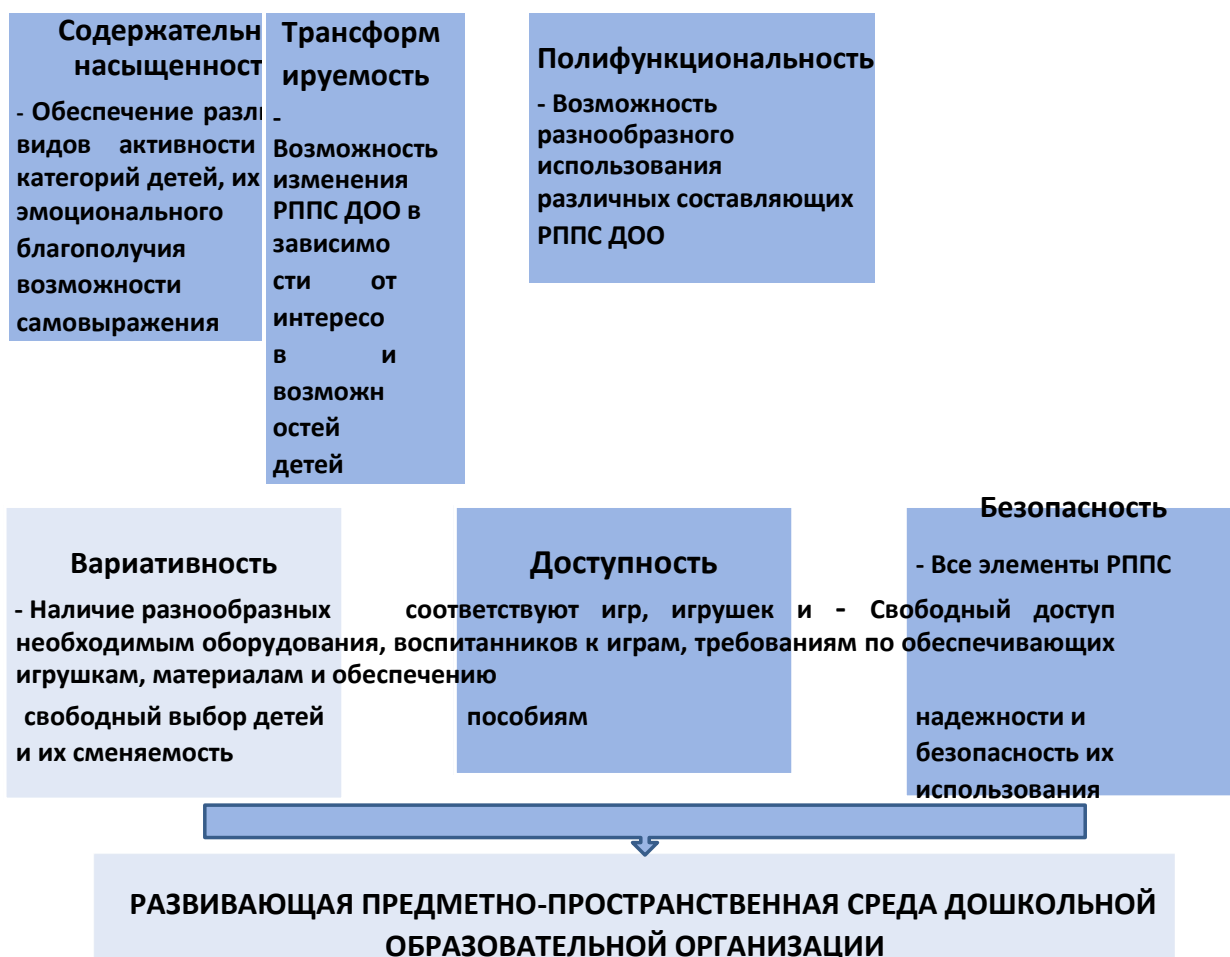 Содержательн
насыщенност
- Обеспечение разл
видов активности
категорий детей, их
эмоционального
благополучия
возможности
самовыражения
Трансформ
ируемость
-
Возможность
изменения
РППС ДОО в
зависимо
сти от
интересо
в и
возможн
остей
детей
Полифункциональность
- Возможность
разнообразного
использования
различных составляющих
РППС ДОО
Вариативность
Доступность
Безопасность
- Все элементы РППС
- Наличие разнообразных соответствуют игр, игрушек и - Свободный доступ
необходимым оборудования, воспитанников к играм, требованиям по обеспечивающих
игрушкам, материалам и обеспечению
свободный выбор детей
и их сменяемость
пособиям
надежности и
безопасность их
использования
РАЗВИВАЮЩАЯ ПРЕДМЕТНО-ПРОСТРАНСТВЕННАЯ СРЕДА ДОШКОЛЬНОЙ
ОБРАЗОВАТЕЛЬНОЙ ОРГАНИЗАЦИИ